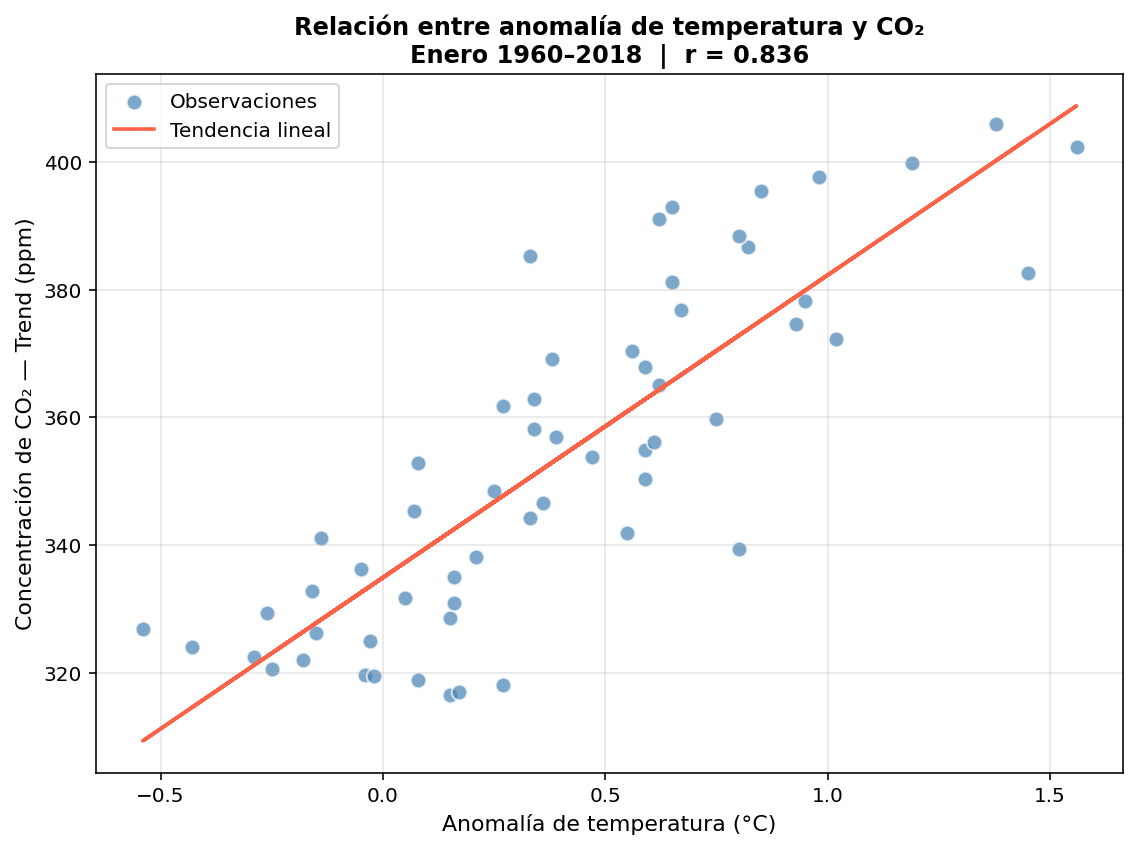 Relación entre anomalía de temperatura y CO₂
Enero 1960–2018 | r = 0.836
Observaciones
Tendencia lineal
Concentración de CO₂ — Trend (ppm)
400
380
360
340
320
−0.5
0.0
0.5
1.0
1.5
Anomalía de temperatura (°C)